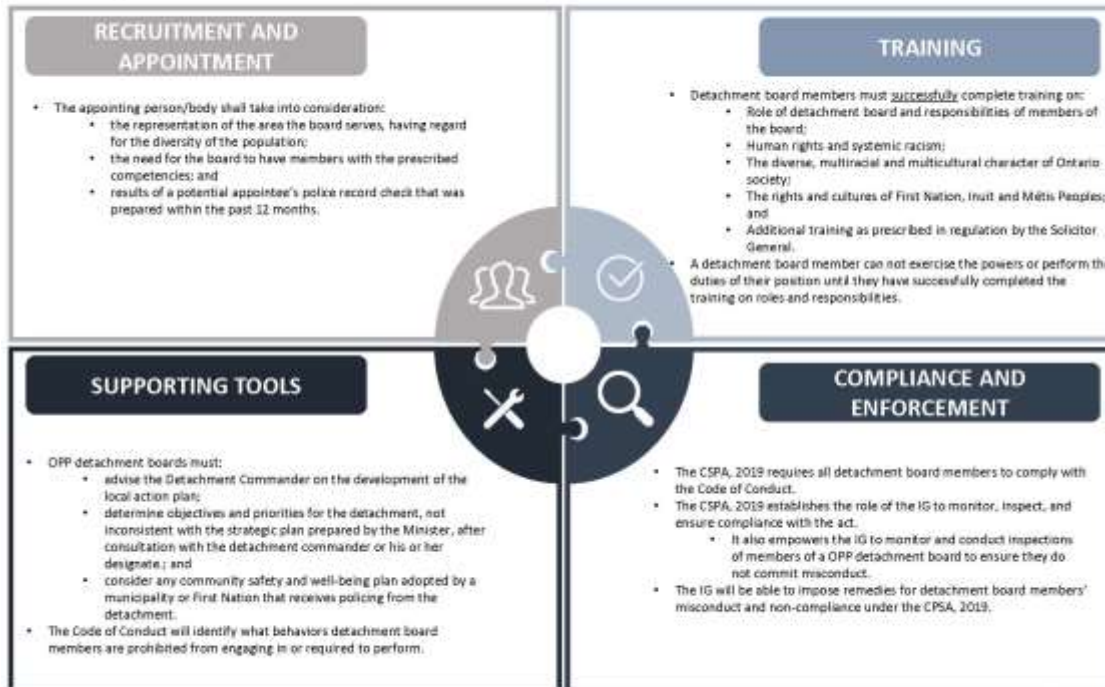 RECRUITMENT AND
APPOINTMENT
• The appointing person/body shall take into consideration:
• the representation of the area the board serves, having regard
for the diversity of the population;
• the need for the board to have members with the prescribed
competencies; and
• results of a potential appointee's police record check that was
prepared within the past 12 months.
TRAINING
• Detachment board members must successfully complete training on:
• Role of detachment board and responsibilities of members of
the board;
• Human rights and systemic racism;
• The diverse, multiracial and multicultural character of Ontario
society;
• The rights and cultures of First Nation, Inuit and Métis Peoples;
and
• Additional training as prescribed in regulation by the Solicitor
General.
• A detachment board member can not exercise the powers or perform the
duties of their position until they have successfully completed the
training on roles and responsibilities.
SUPPORTING TOOLS
• OPP detachment boards must:
• advise the Detachment Commander on the development of the
local action plan;
• determine objectives and priorities for the detachment, not
inconsistent with the strategic plan prepared by the Minister, after
consultation with the detachment commander or his or her
designate.; and
• consider any community safety and well-being plan adopted by a
municipality or First Nation that receives policing from the
detachment.
• The Code of Conduct will identify what behaviors detachment board
members are prohibited from engaging in or required to perform.
COMPLIANCE AND
ENFORCEMENT
• The CSPA, 2019 requires all detachment board members to comply with
the Code of Conduct.
• The CSPA, 2019 establishes the role of the IG to monitor, inspect, and
ensure compliance with the act.
• It also empowers the IG to monitor and conduct inspections
of members of a OPP detachment board to ensure they do
not commit misconduct.
• The IG will be able to impose remedies for detachment board members'
misconduct and non-compliance under the CPSA, 2019.